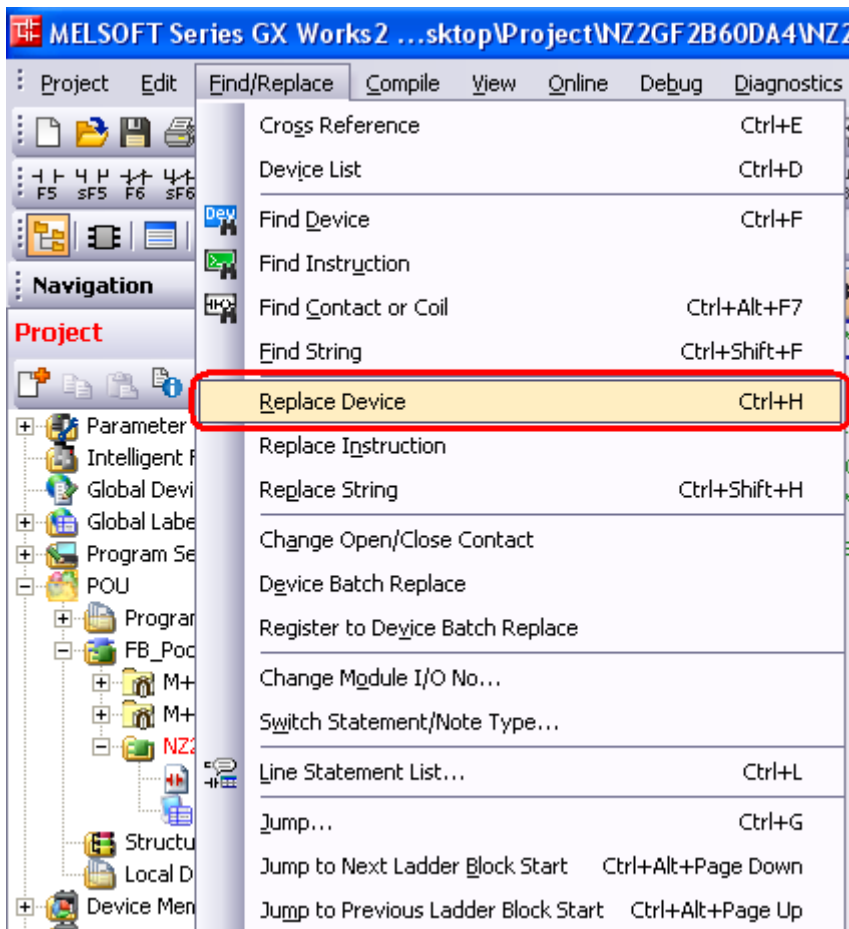 MELSOFT Series GX Works2 ...sktop\Project\NZ2GF2B60DA4\NZ2
Project Edit Find/Replace Compile View Online Debug Diagnostics
Cross Reference Ctrl+E
Device List Ctrl+D
F5 sF5 F6 sF6
Find Device Ctrl+F
Find Instruction
Navigation
Find Contact or Coil Ctrl+Alt+F7
Project
Find String Ctrl+Shift+F
Replace Device Ctrl+H
Parameter
Replace Instruction
Intelligent F
Global Devi
Replace String Ctrl+Shift+H
Global Labe
Change Open/Close Contact
Program Se
POU
Device Batch Replace
Program
Register to Device Batch Replace
FB_Poo
M+
Change Module I/O No...
M+
Switch Statement/Note Type...
NZ2
Line Statement List... Ctrl+L
Jump... Ctrl+G
Structu
Jump to Next Ladder Block Start Ctrl+Alt+Page Down
Local D
Device Mem
Jump to Previous Ladder Block Start Ctrl+Alt+Page Up